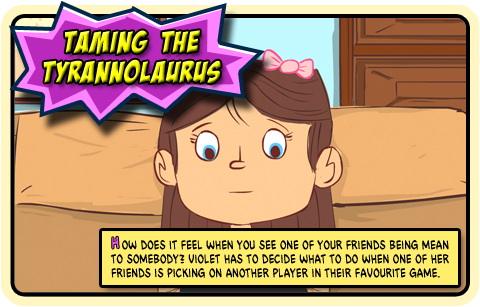 TAMING THE
TYRANNOLAURUS
HOW DOES IT FEEL WHEN YOU SEE ONE OF YOUR FRIENDS BEING MEAN
TO SOMEBODY? VIOLET HAS TO DECIDE WHAT TO DO WHEN ONE OF HER
FRIENDS IS PICKING ON ANOTHER PLAYER IN THEIR FAVOURITE GAME.